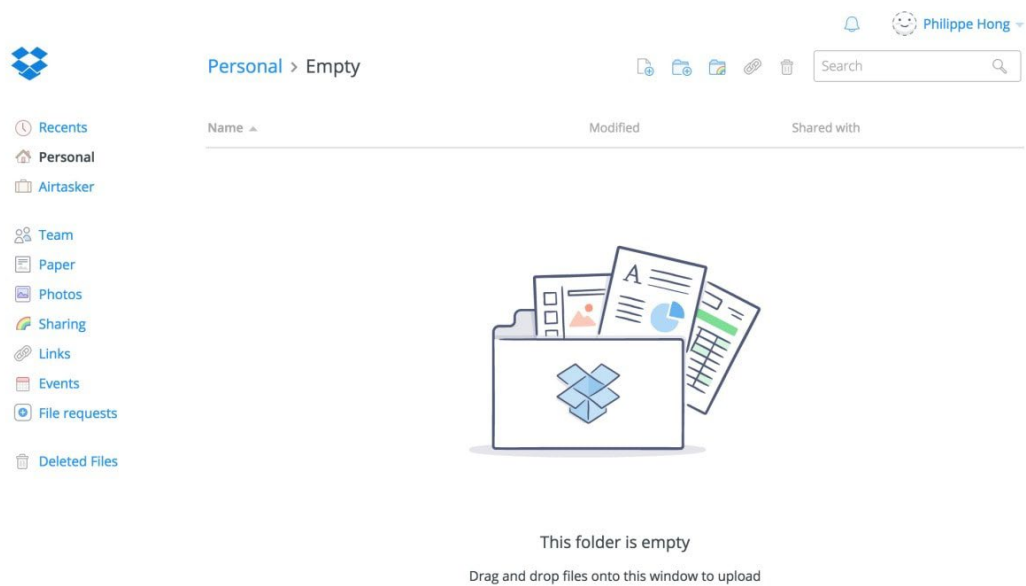 Philippe Hong
Personal > Empty
Search
Name Modified Shared with
Recents
Personal
Airtasker
Team
Paper
Photos
Sharing
Links
Events
File requests
Deleted Files
A
This folder is empty
Drag and drop files onto this window to upload